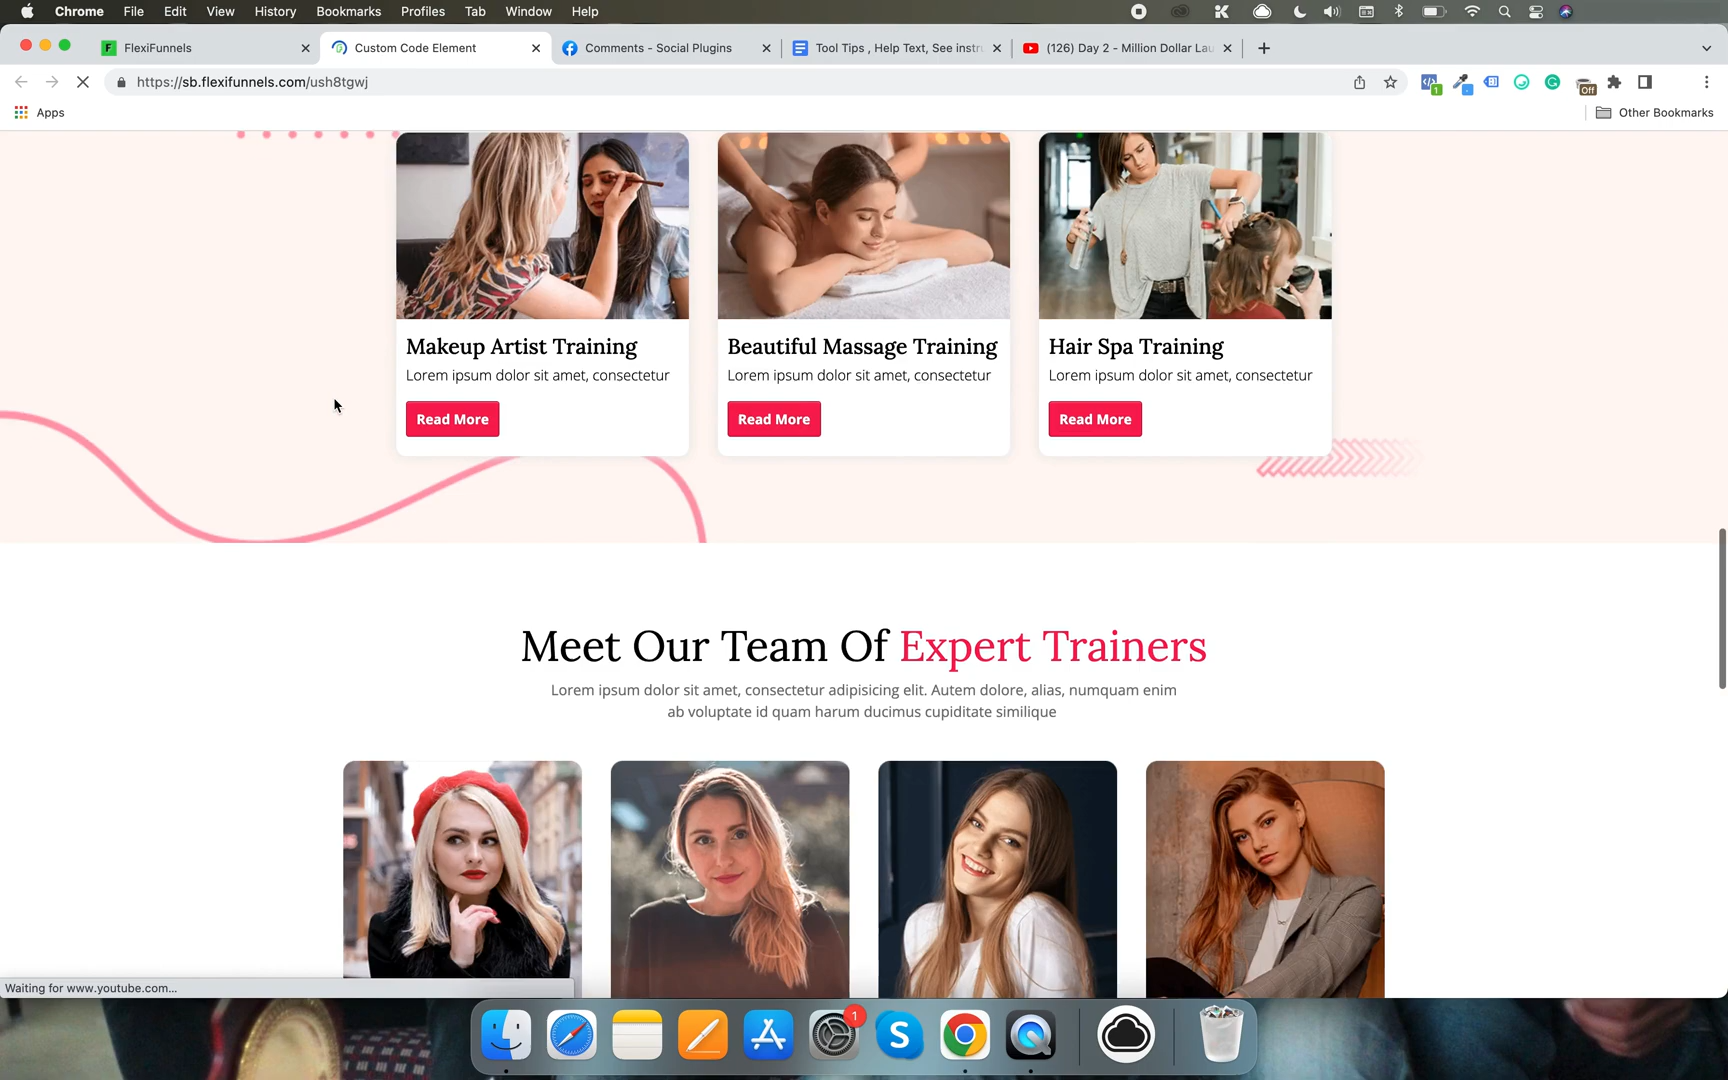 Chrome File Edit View History Bookmarks Profiles Tab Window Help
FlexiFunnels
Custom Code Element
Comments - Social Plugins
Tool Tips , Help Text, See instr
(126) Day 2 - Million Dollar La
https://sb.flexifunnels.com/ush8tgwj
1
Off
Apps
Other Bookmarks
Makeup Artist Training
Lorem ipsum dolor sit amet, consectetur
Read More
Beautiful Massage Training
Lorem ipsum dolor sit amet, consectetur
Read More
Hair Spa Training
Lorem ipsum dolor sit amet, consectetur
Read More
Meet Our Team Of Expert Trainers
Lorem ipsum dolor sit amet, consectetur adipisicing elit. Autem dolore, alias, numquam enim
ab voluptate id quam harum ducimus cupiditate similique
Waiting for www.youtube.com...
1